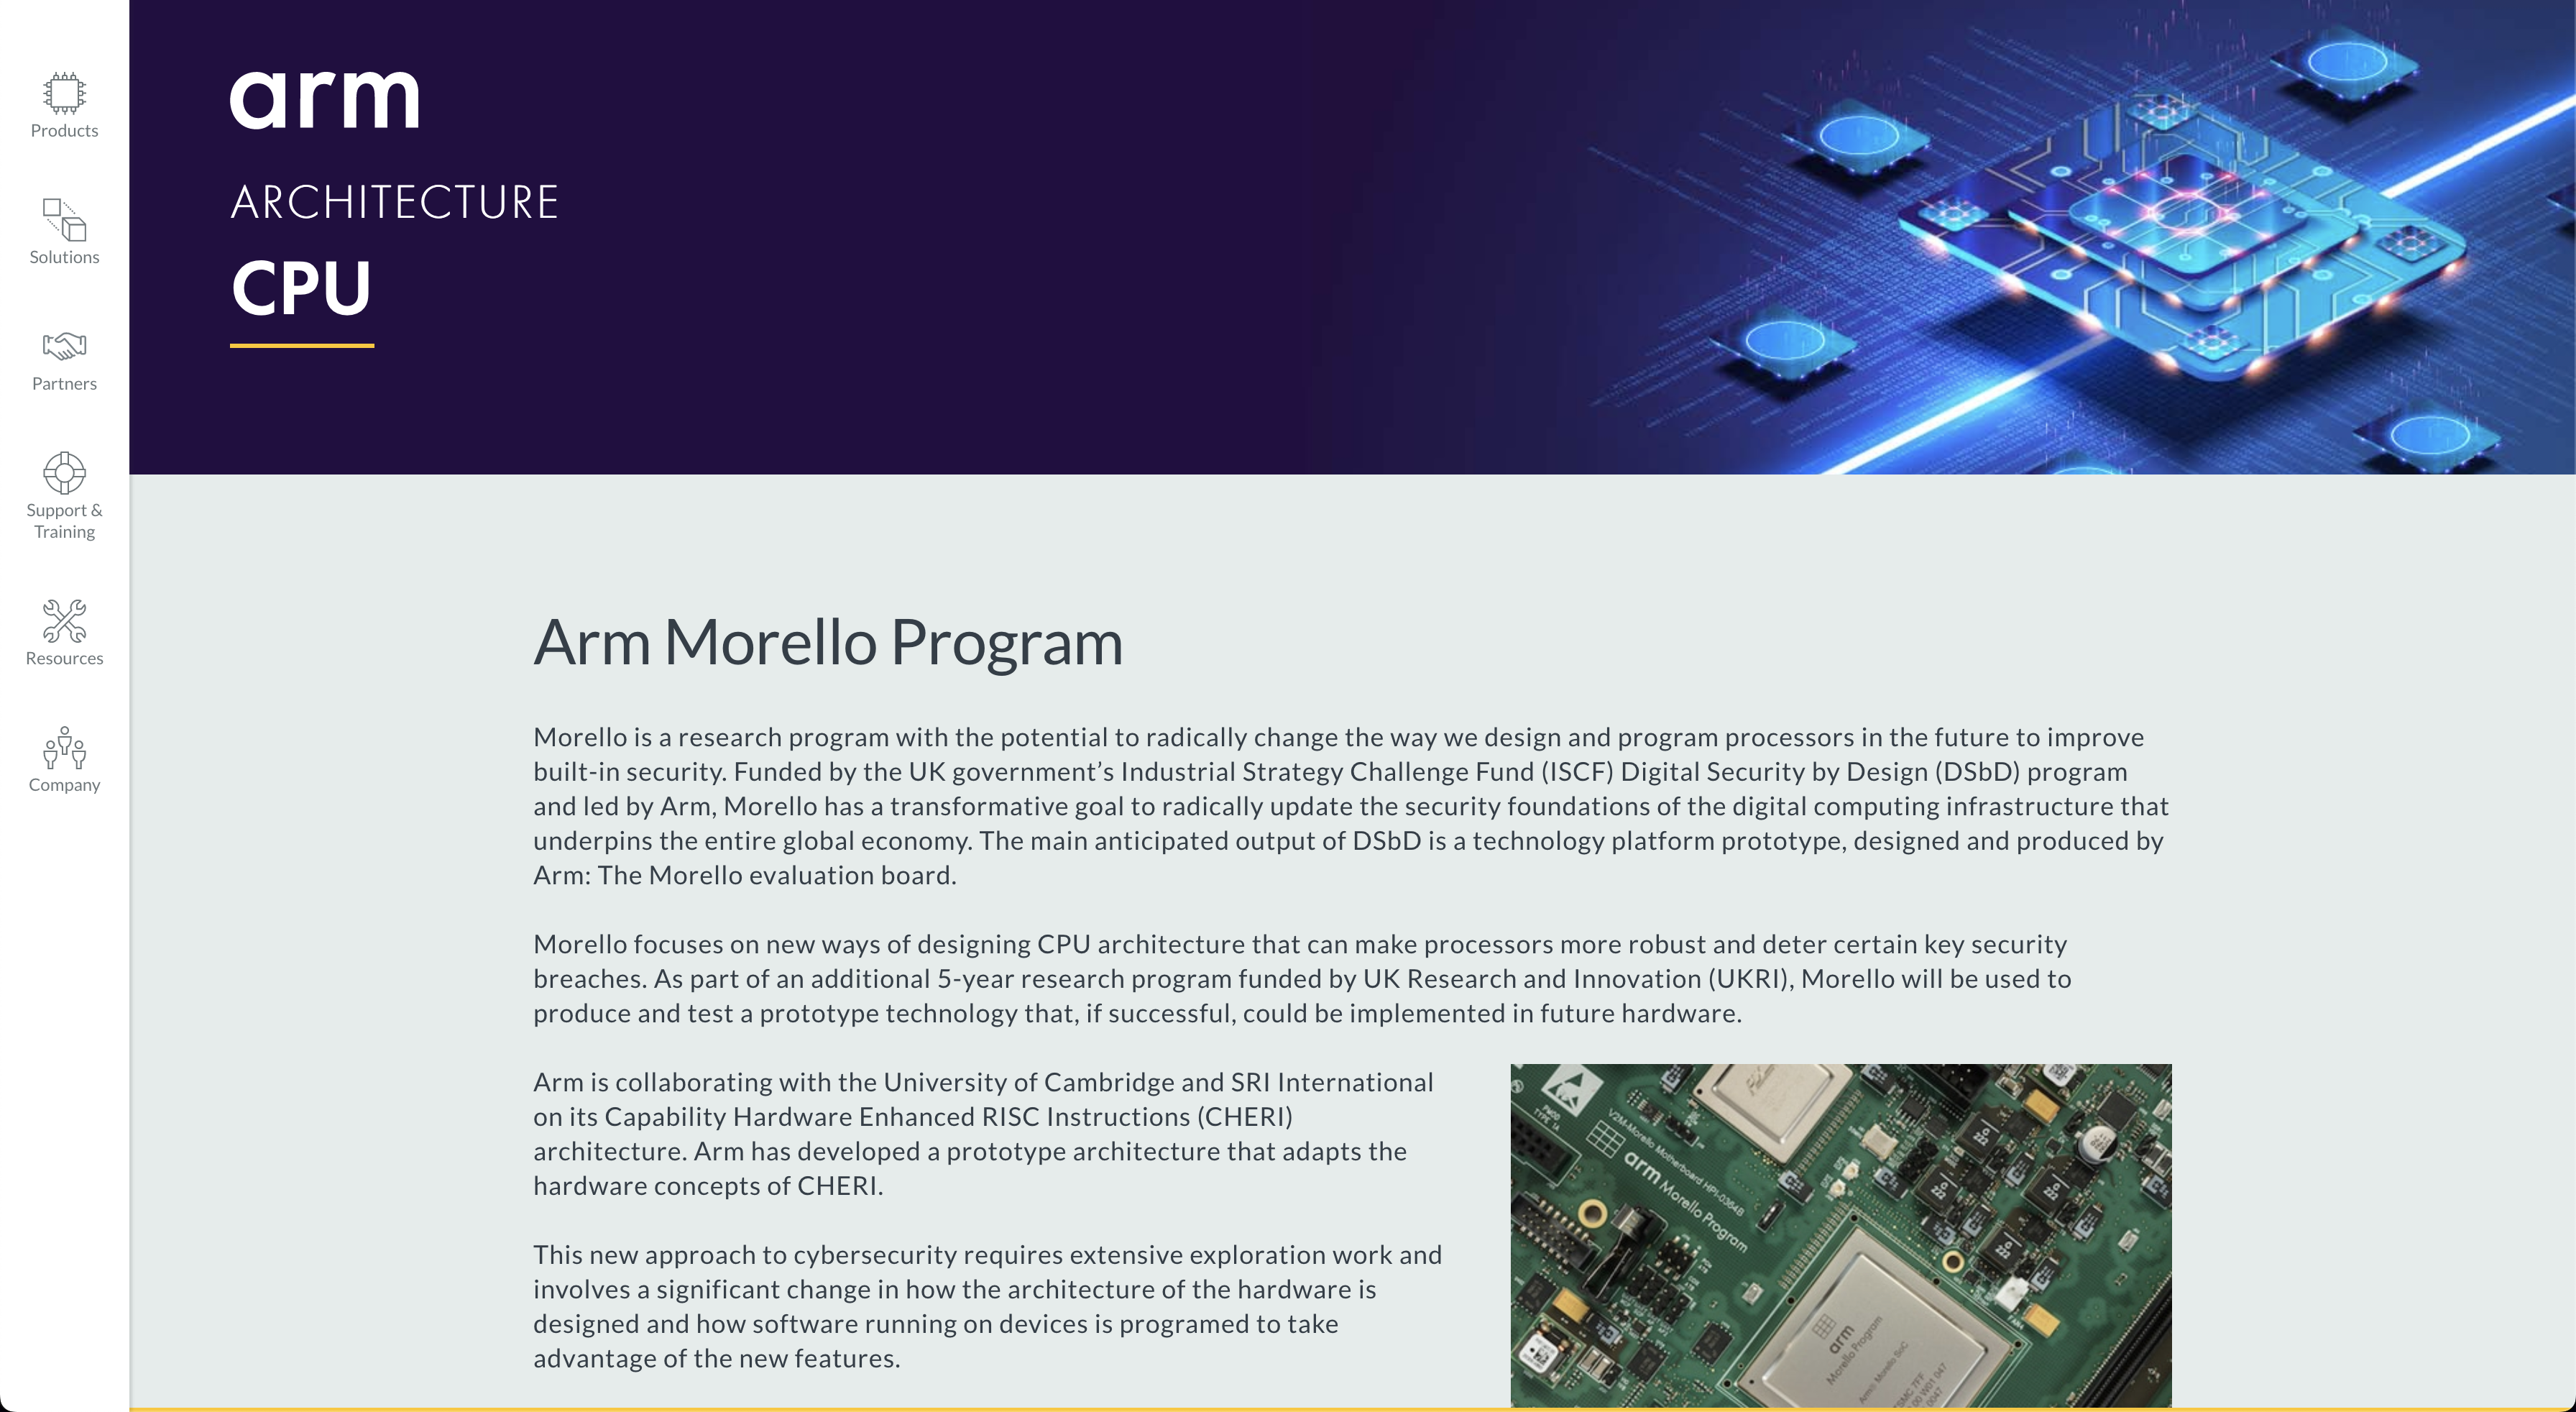 Products
Solutions
Partners
Support &
Training
Resources
Company
arm
ARCHITECTURE
CPU
Arm Morello Program
Morello is a research program with the potential to radically change the way we design and program processors in the future to improve
built-in security. Funded by the UK government’s Industrial Strategy Challenge Fund (ISCF) Digital Security by Design (DSbD) program
and led by Arm, Morello has a transformative goal to radically update the security foundations of the digital computing infrastructure that
underpins the entire global economy. The main anticipated output of DSbD is a technology platform prototype, designed and produced by
Arm: The Morello evaluation board.
Morello focuses on new ways of designing CPU architecture that can make processors more robust and deter certain key security
breaches. As part of an additional 5-year research program funded by UK Research and Innovation (UKRI), Morello will be used to
produce and test a prototype technology that, if successful, could be implemented in future hardware.
Arm is collaborating with the University of Cambridge and SRI International
on its Capability Hardware Enhanced RISC Instructions (CHERI)
architecture. Arm has developed a prototype architecture that adapts the
hardware concepts of CHERI.
This new approach to cybersecurity requires extensive exploration work and
involves a significant change in how the architecture of the hardware is
designed and how software running on devices is programed to take
advantage of the new features.
PMOD
TYPE 1A
V2M-Morello Motherboard HPI-0364B
arm Morello Program
arm
Morello Program
Arm Morello SoC